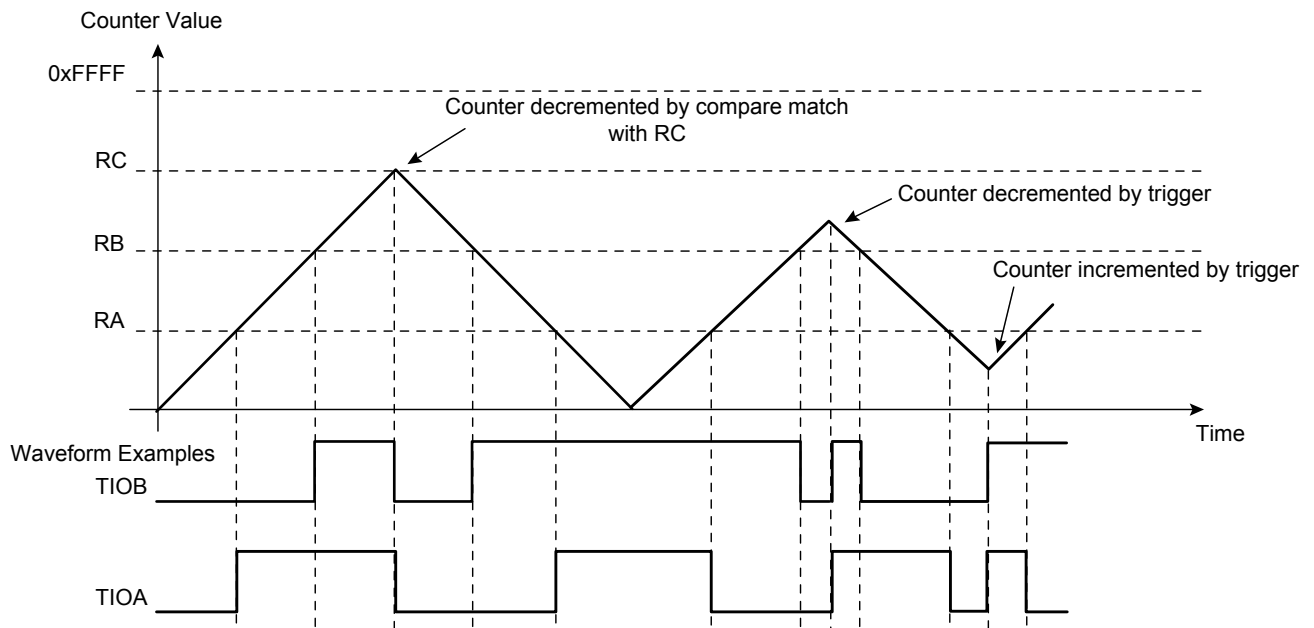 Counter Value
0xFFFF
Counter decremented by compare match
with RC
RC
Counter decremented by trigger
RB
Counter incremented by trigger
RA
Time
Waveform Examples
TIOB
TIOA